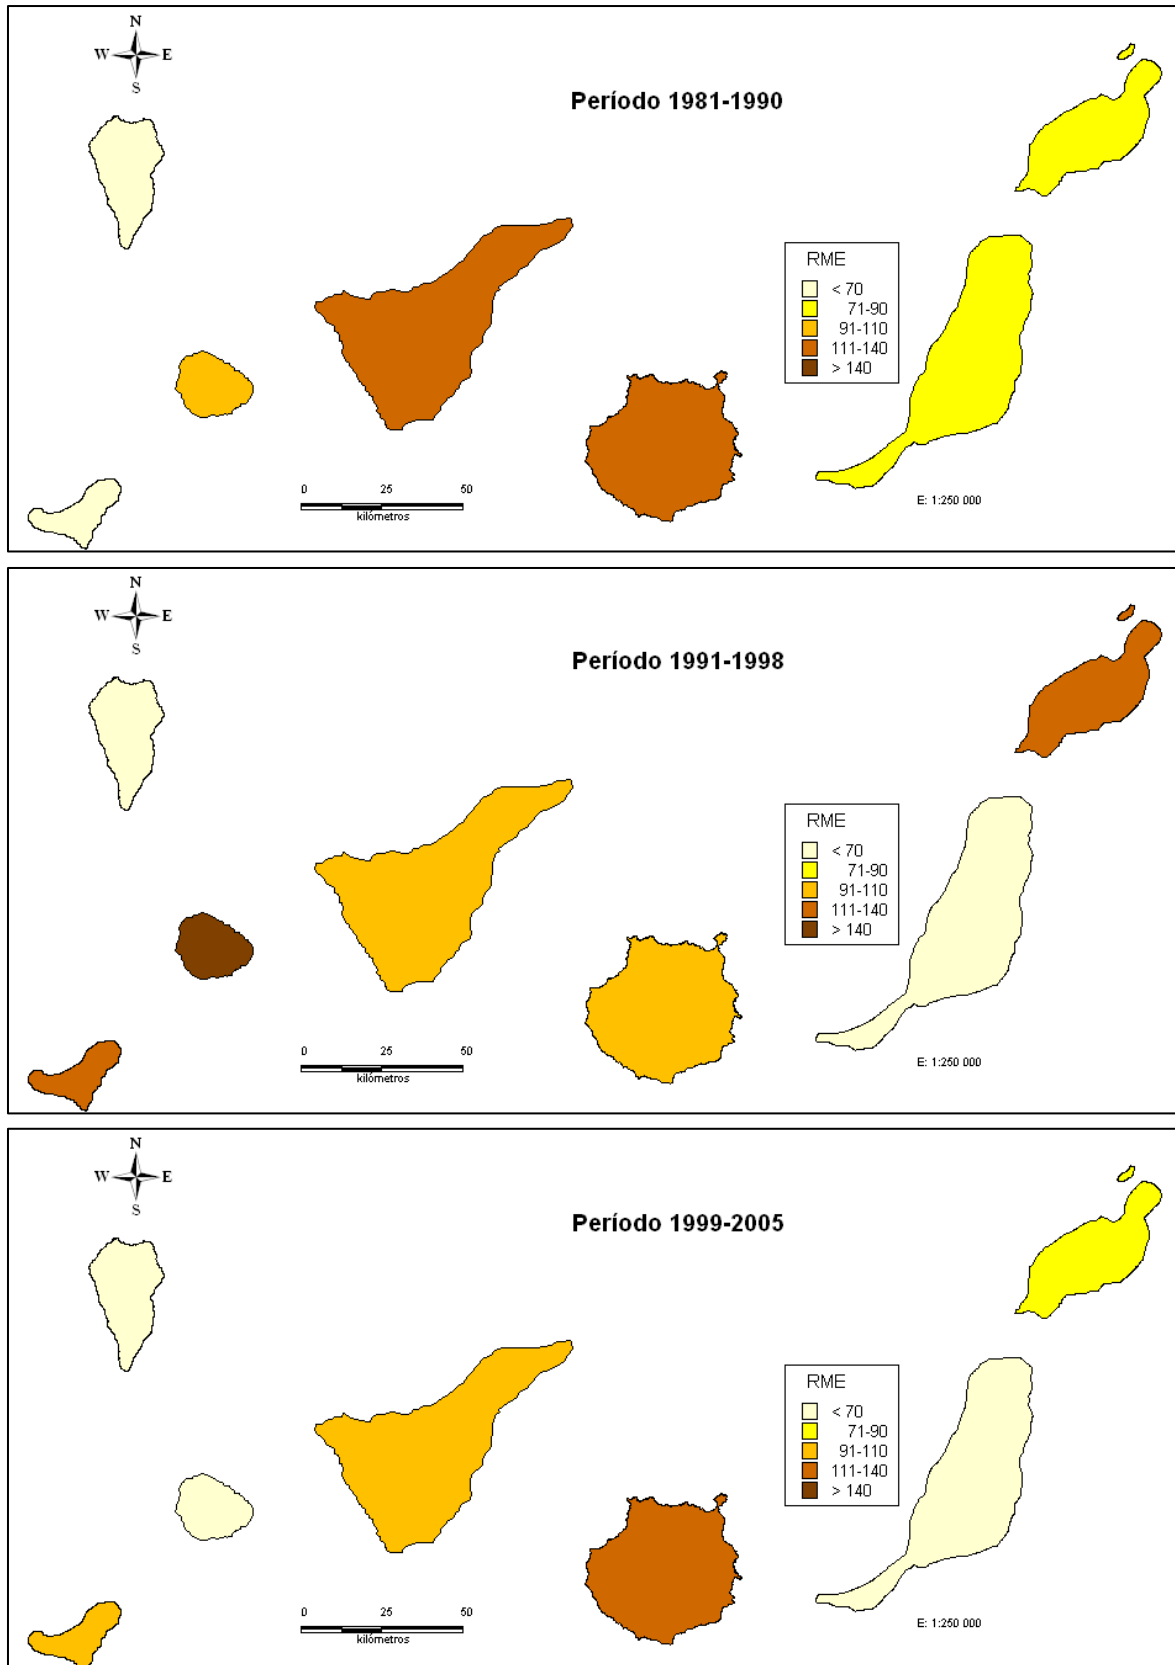 N
W E
S
Período 1981-1990
RME
< 70
71-90
91-110
111-140
> 140
0 25 50
kilómetros
E: 1:250 000
N
W E
S
Período 1991-1998
RME
< 70
71-90
91-110
111-140
> 140
0 25 50
kilómetros
E: 1:250 000
N
W E
S
Período 1999-2005
RME
< 70
71-90
91-110
111-140
> 140
0 25 50
kilómetros
E: 1:250 000